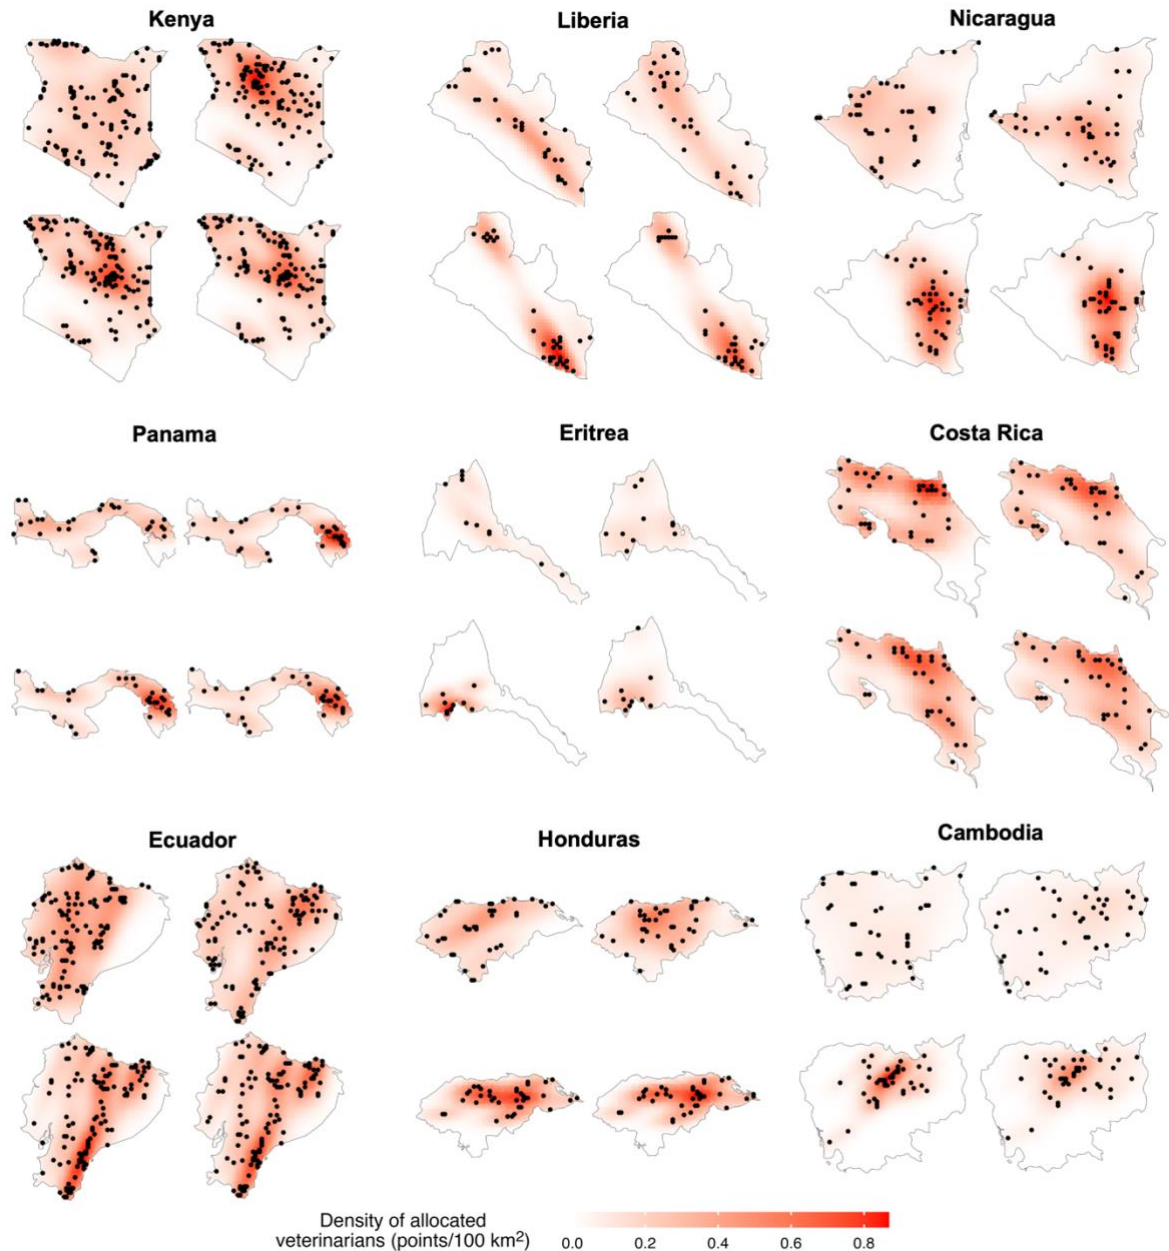 Kenya
Liberia
Nicaragua
Panama
Eritrea
Costa Rica
Ecuador
Honduras
Cambodia
Density of allocated
veterinarians (points/100 km²)
0.0 0.2 0.4 0.6 0.8